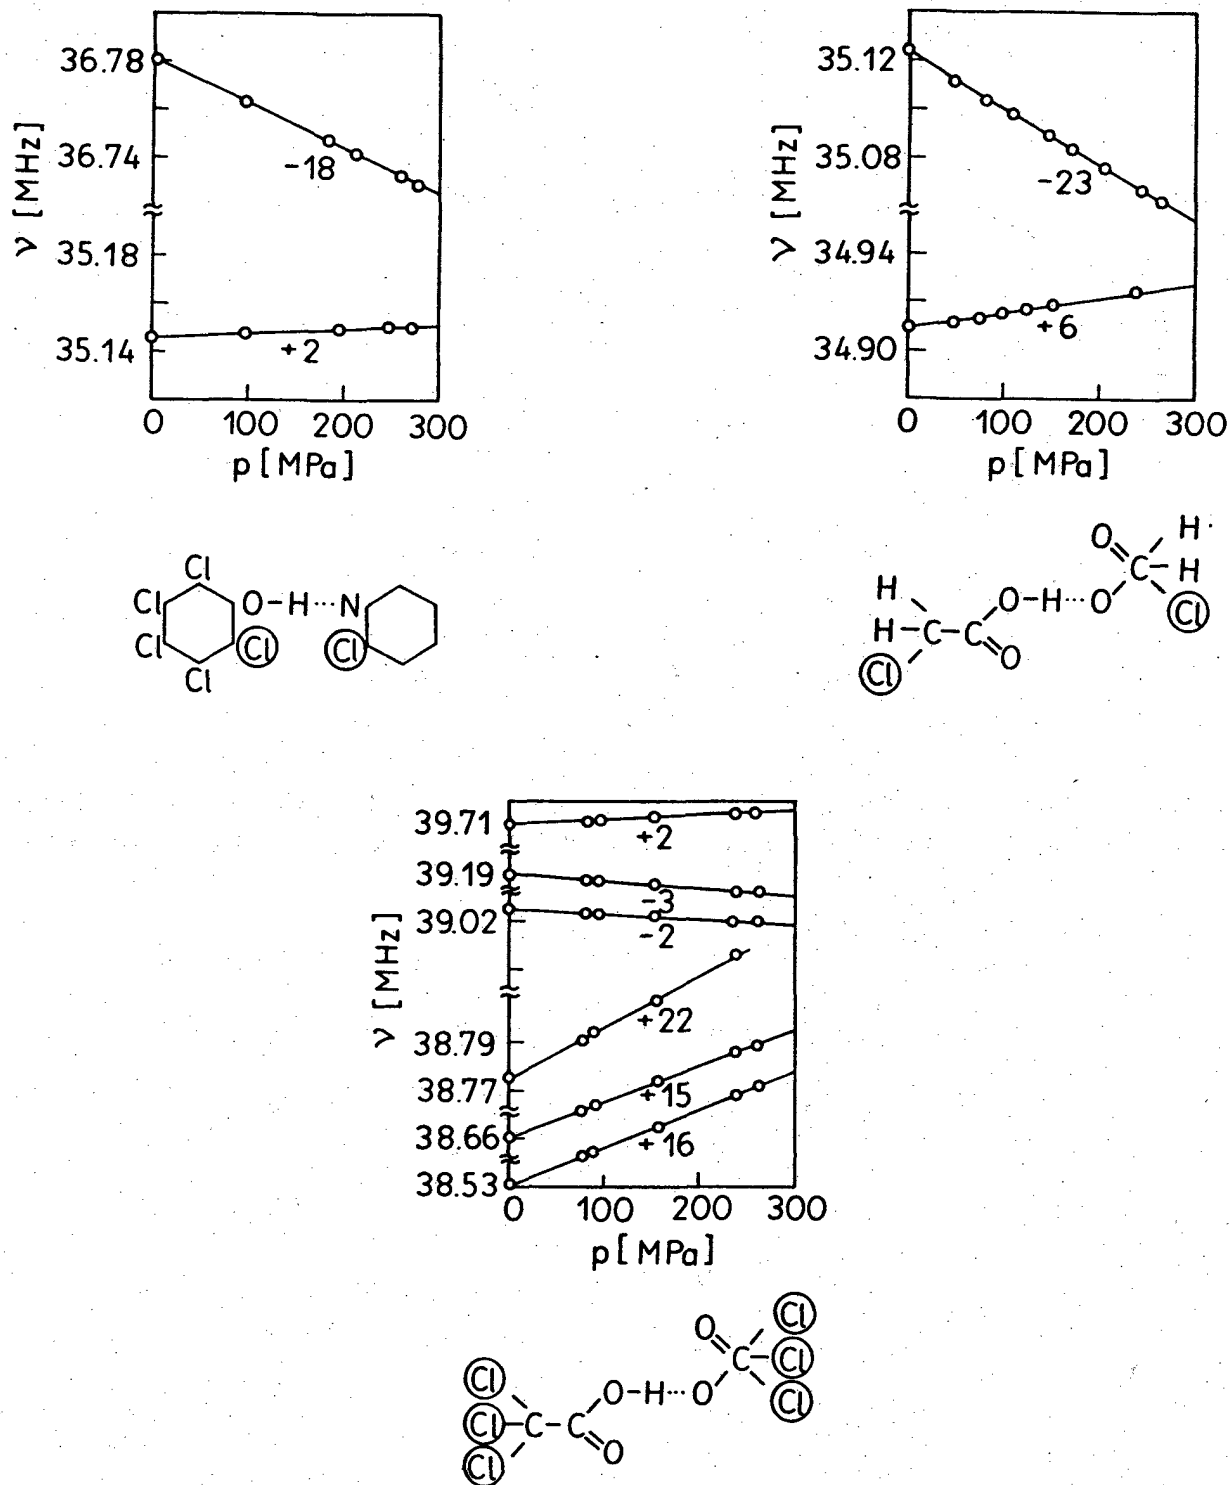 36.78
36.74
35.18
35.14
ν [MHz]
-18
+2
0 100 200 300
p [MPa]
35.12
35.08
34.94
34.90
ν [MHz]
-23
+6
0 100 200 300
p [MPa]
Cl
Cl O-H···N
Cl Cl Cl
Cl
O H
C-H
H O-H···O Cl
H-C-C
Cl O
39.71
39.19
39.02
38.79
38.77
38.66
38.53
ν [MHz]
+2
-3
-2
+22
+15
+16
0 100 200 300
p [MPa]
O Cl
C-Cl
Cl O-H···O Cl
Cl-C-C
Cl O